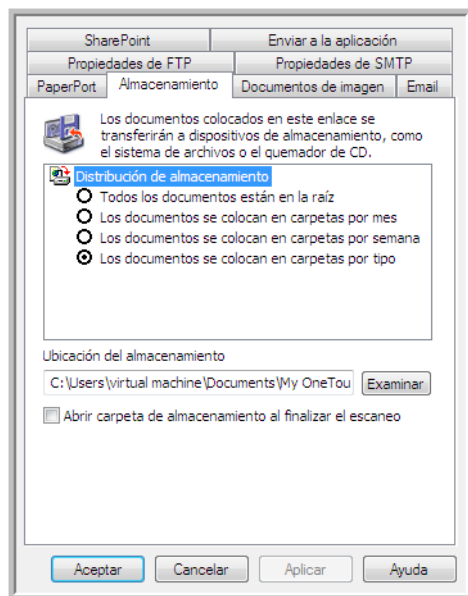 SharePoint Enviar a la aplicación
Propiedades de FTP Propiedades de SMTP
PaperPort Almacenamiento Documentos de imagen Email
Los documentos colocados en este enlace se
transferirán a dispositivos de almacenamiento, como
el sistema de archivos o el quemador de CD.
Distribución de almacenamiento
Todos los documentos están en la raíz
Los documentos se colocan en carpetas por mes
Los documentos se colocan en carpetas por semana
Los documentos se colocan en carpetas por tipo
Ubicación del almacenamiento
C:\Users\virtual machine\Documents\My OneTou Examinar
Abrir carpeta de almacenamiento al finalizar el escaneo
Aceptar Cancelar Aplicar Ayuda